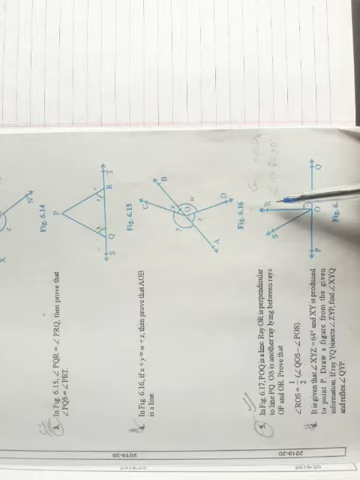 X
N
Fig. 6.14
3. In Fig. 6.15, ∠ PQR = ∠ PRQ, then prove that
∠ PQS = ∠ PRT.
P
S
Q
R
T
Fig. 6.15
4. In Fig. 6.16, if x + y = w + z, then prove that AOB
is a line.
C
B
O
A
D
Fig. 6.16
5. In Fig. 6.17, POQ is a line. Ray OR is perpendicular
to line PQ. OS is another ray lying between rays
OP and OR. Prove that
∠ ROS = 1/2 (∠ QOS – ∠ POS).
R
S
P
O
Q
Fig. 6.
6. It is given that ∠ XYZ = 64° and XY is produced
to point P. Draw a figure from the given
information. If ray YQ bisects ∠ ZYP, find ∠ XYQ
and reflex ∠ QYP.
2019-20
2019-20